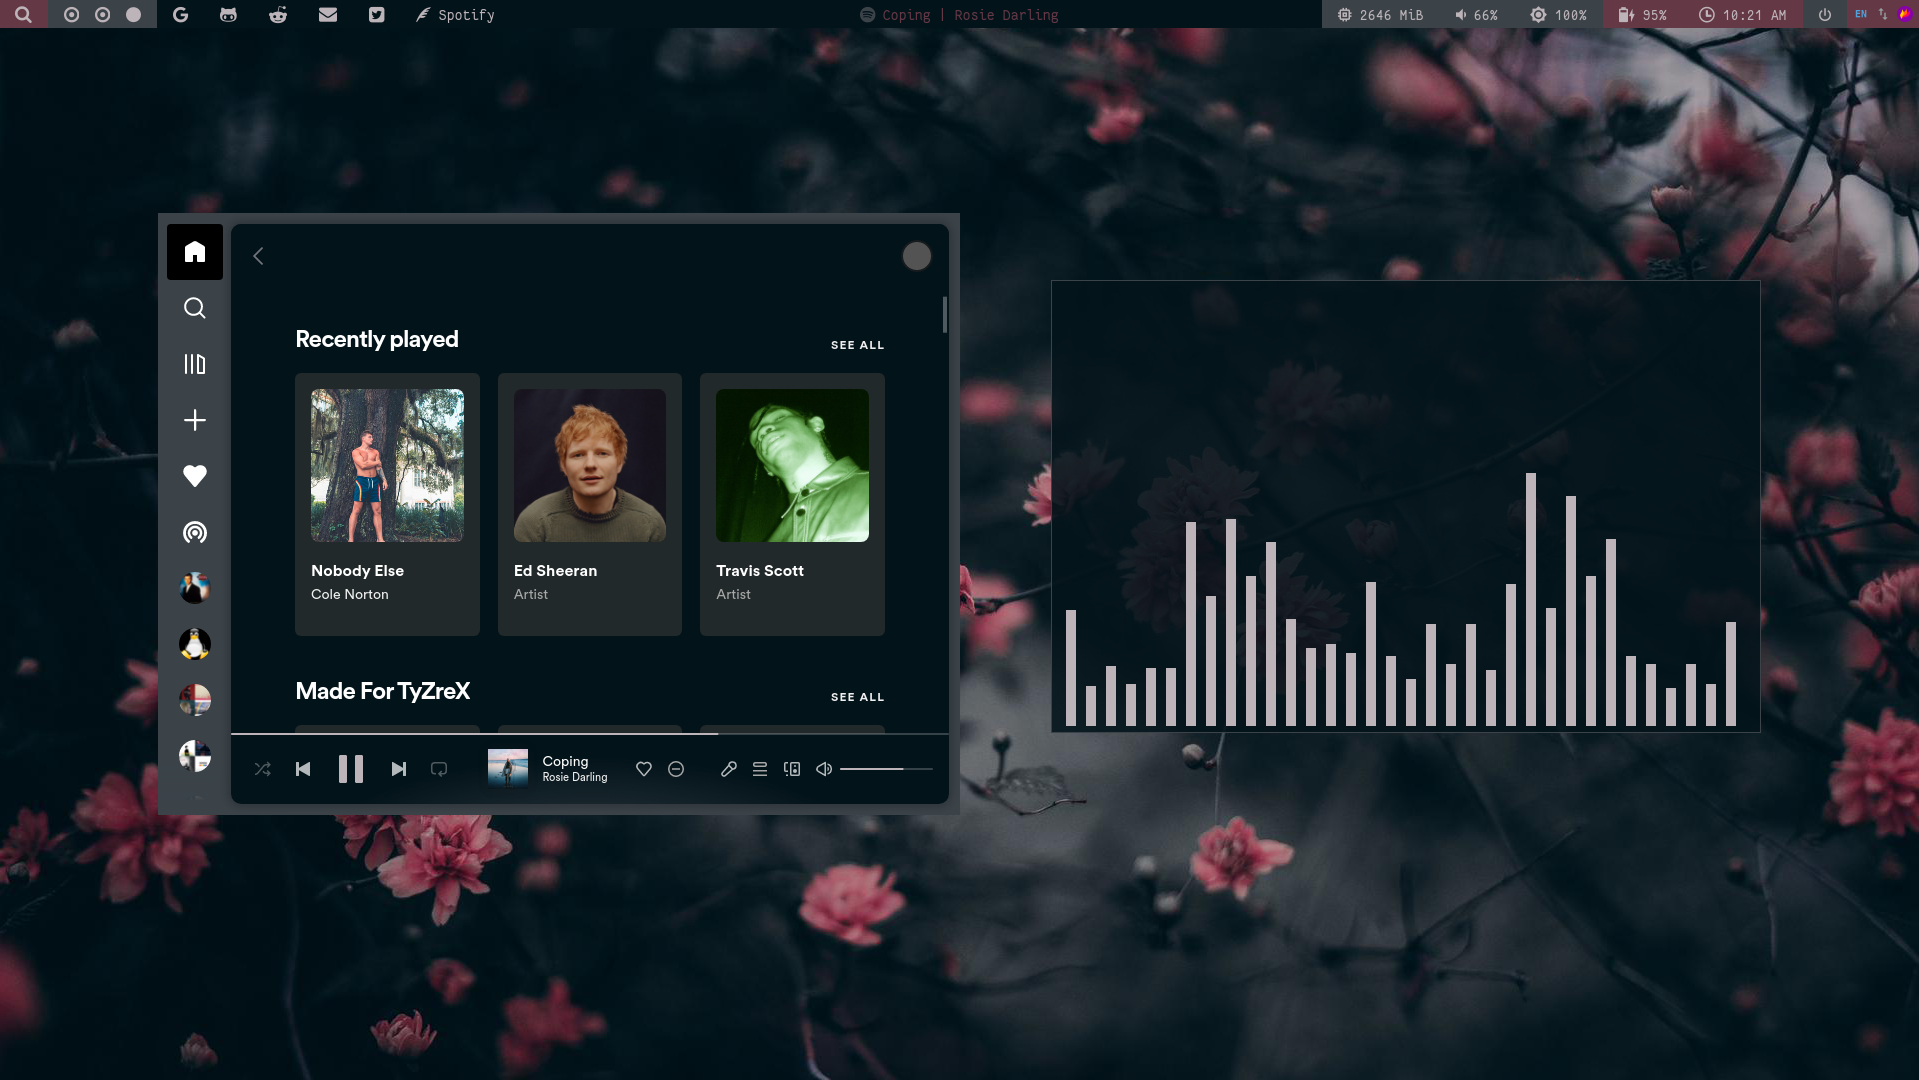 Spotify
Coping | Rosie Darling
2646 MiB
66%
100%
95%
10:21 AM
EN
Recently played
SEE ALL
Nobody Else
Cole Norton
Ed Sheeran
Artist
Travis Scott
Artist
Made For TyZreX
SEE ALL
Coping
Rosie Darling